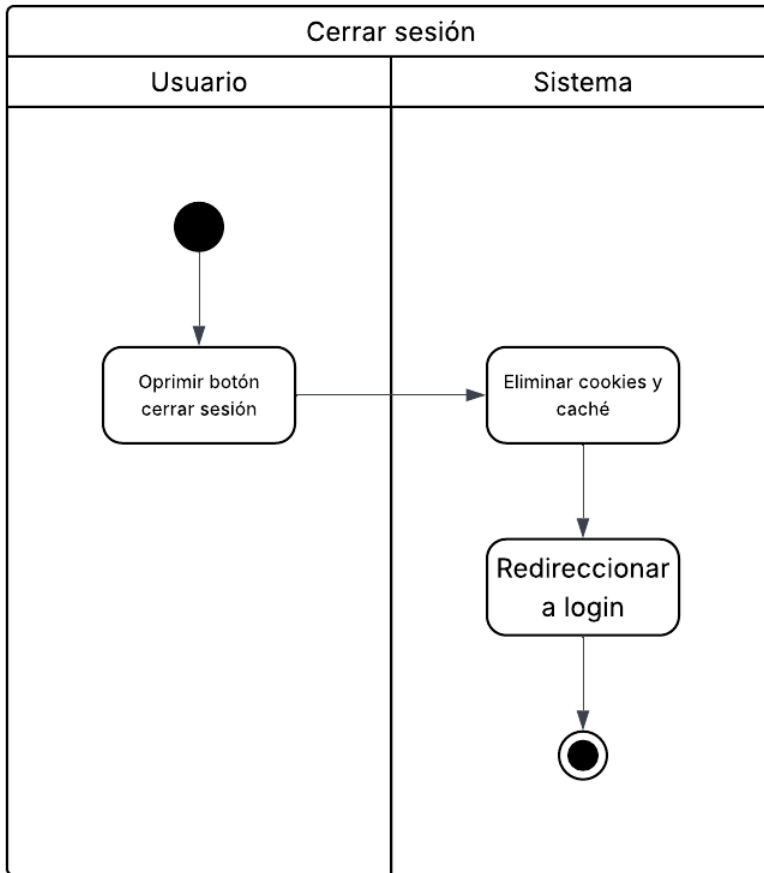 Cerrar sesión
Usuario
Sistema
Oprimir botón
cerrar sesión
Eliminar cookies y
caché
Redireccionar
a login